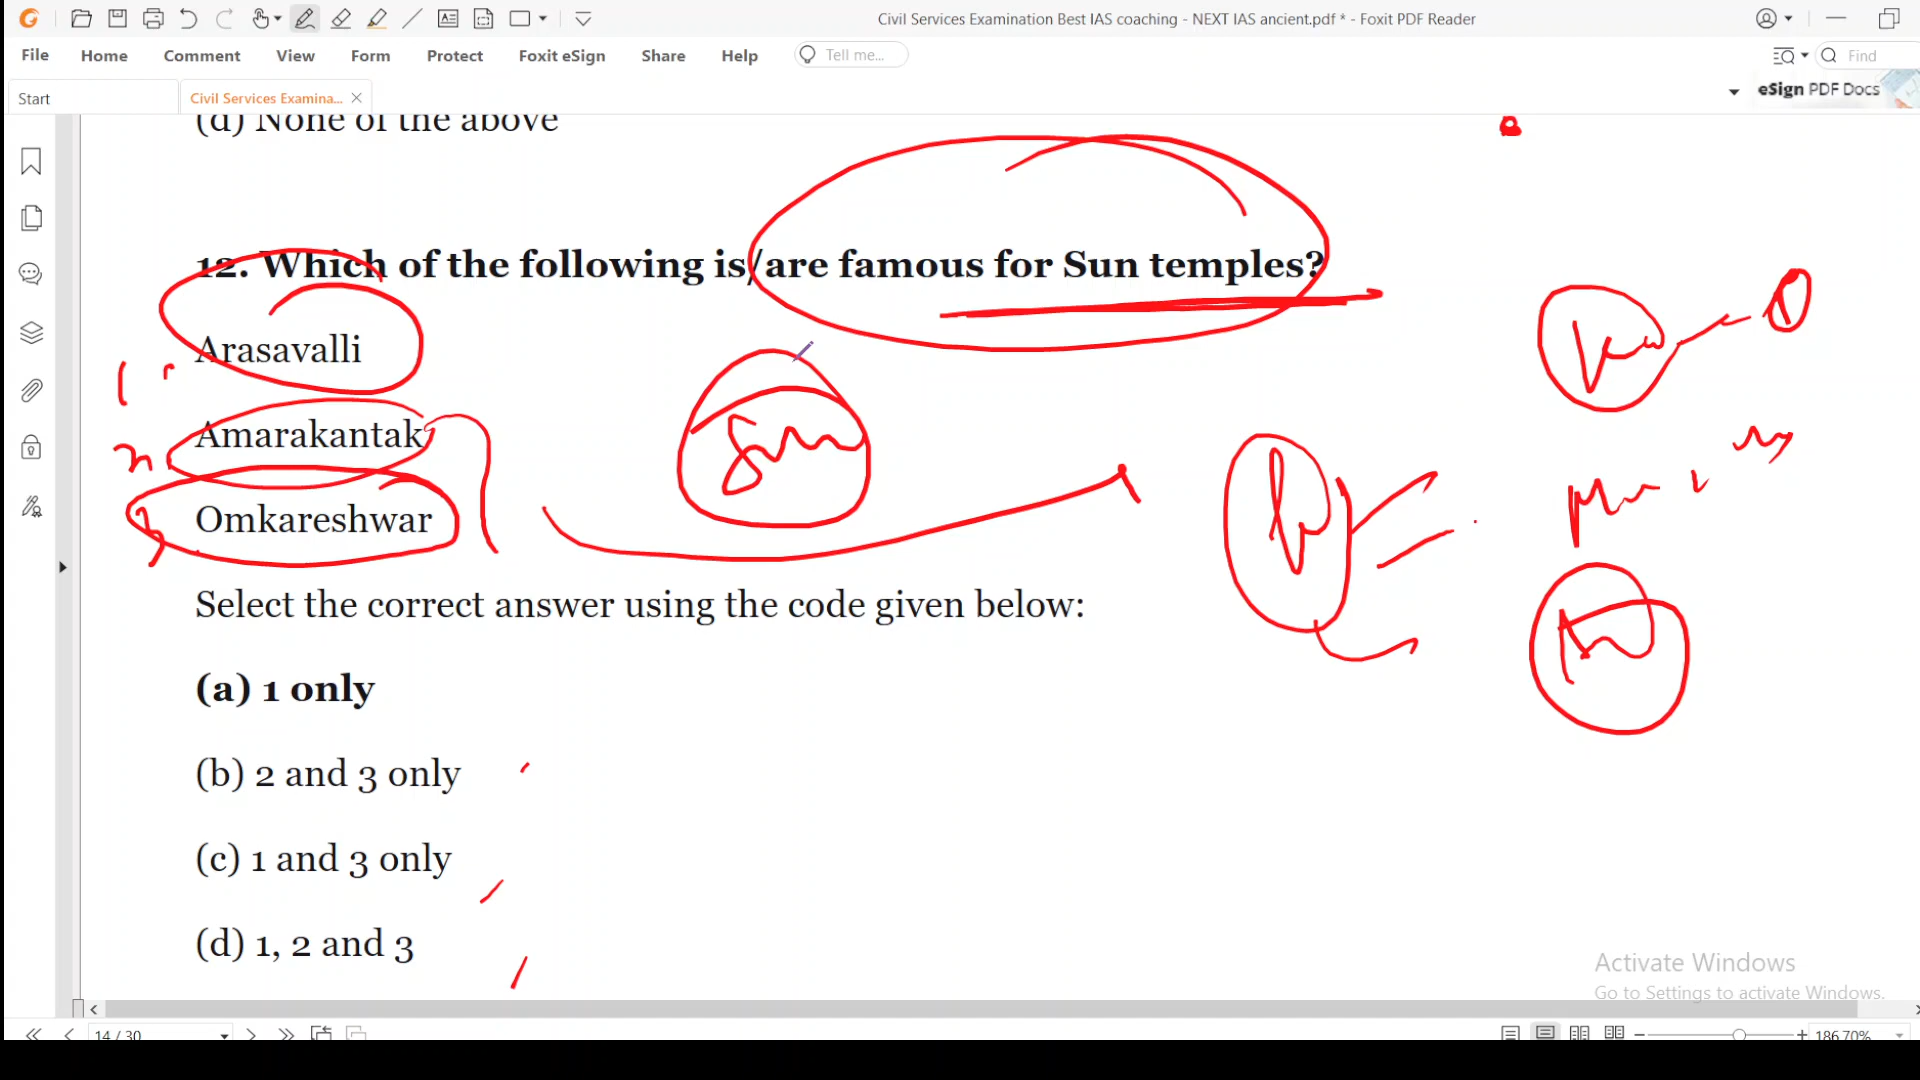 Civil Services Examination Best IAS coaching - NEXT IAS ancient.pdf * - Foxit PDF Reader
File Home Comment View Form Protect Foxit eSign Share Help Tell me... Find
Start Civil Services Examina... eSign PDF Docs
(d) None of the above
12. Which of the following is/are famous for Sun temples?
Arasavalli
Amarakantak
Omkareshwar
Sun
Select the correct answer using the code given below:
(a) 1 only
(b) 2 and 3 only
(c) 1 and 3 only
(d) 1, 2 and 3
Activate Windows
Go to Settings to activate Windows.
14 / 30 186.70%